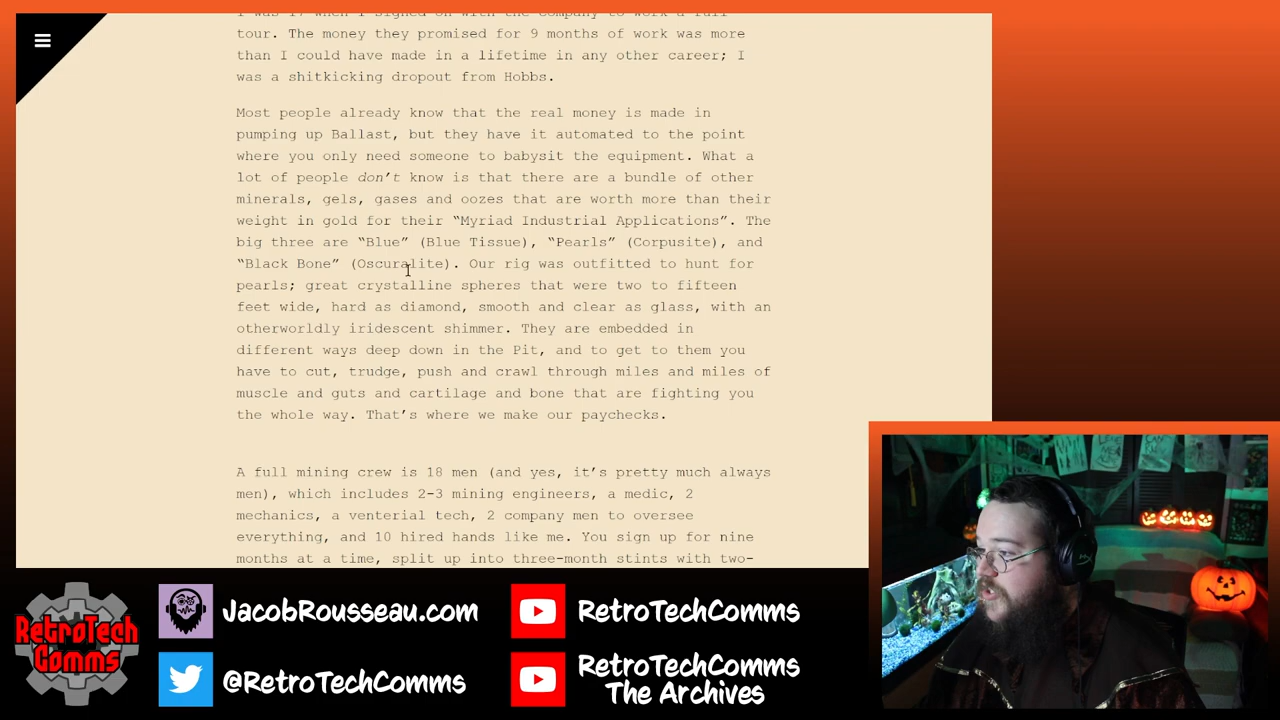 I was 17 when I signed on with the company to work a full
tour. The money they promised for 9 months of work was more
than I could have made in a lifetime in any other career; I
was a shitkicking dropout from Hobbs.
Most people already know that the real money is made in
pumping up Ballast, but they have it automated to the point
where you only need someone to babysit the equipment. What a
lot of people don’t know is that there are a bundle of other
minerals, gels, gases and oozes that are worth more than their
weight in gold for their “Myriad Industrial Applications”. The
big three are “Blue” (Blue Tissue), “Pearls” (Corpusite), and
“Black Bone” (Oscuralite). Our rig was outfitted to hunt for
pearls; great crystalline spheres that were two to fifteen
feet wide, hard as diamond, smooth and clear as glass, with an
otherworldly iridescent shimmer. They are embedded in
different ways deep down in the Pit, and to get to them you
have to cut, trudge, push and crawl through miles and miles of
muscle and guts and cartilage and bone that are fighting you
the whole way. That’s where we make our paychecks.
A full mining crew is 18 men (and yes, it’s pretty much always
men), which includes 2-3 mining engineers, a medic, 2
mechanics, a venterial tech, 2 company men to oversee
everything, and 10 hired hands like me. You sign up for nine
months at a time, split up into three-month stints with two-
RetroTech
Comms
JacobRousseau.com
@RetroTechComms
RetroTechComms
RetroTechComms
The Archives